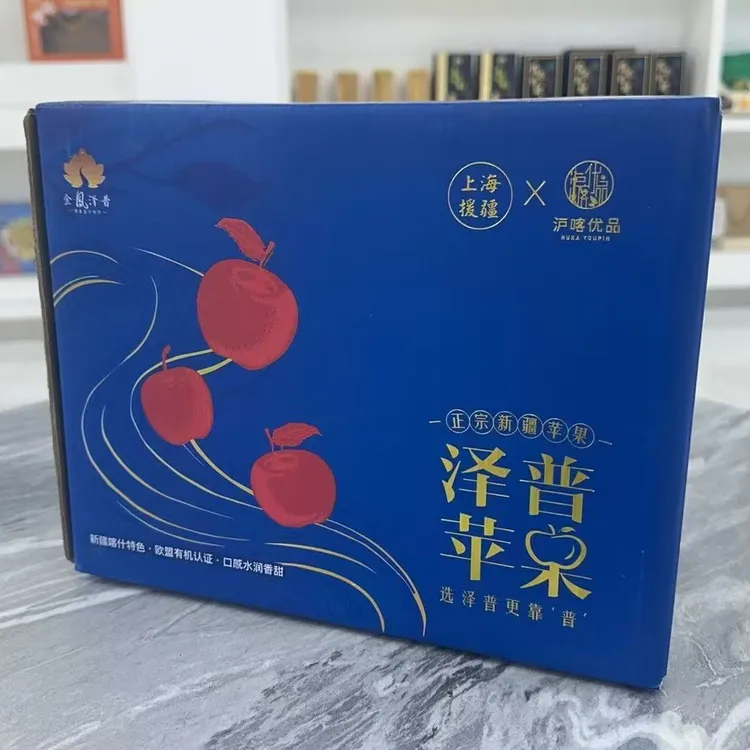 金凤泽普
上海
援疆
X
沪喀优品
HUKA YOUPIN
正宗新疆苹果
泽普
苹果
选泽普更靠‘普’
新疆喀什特色·欧盟有机认证·口感水润香甜